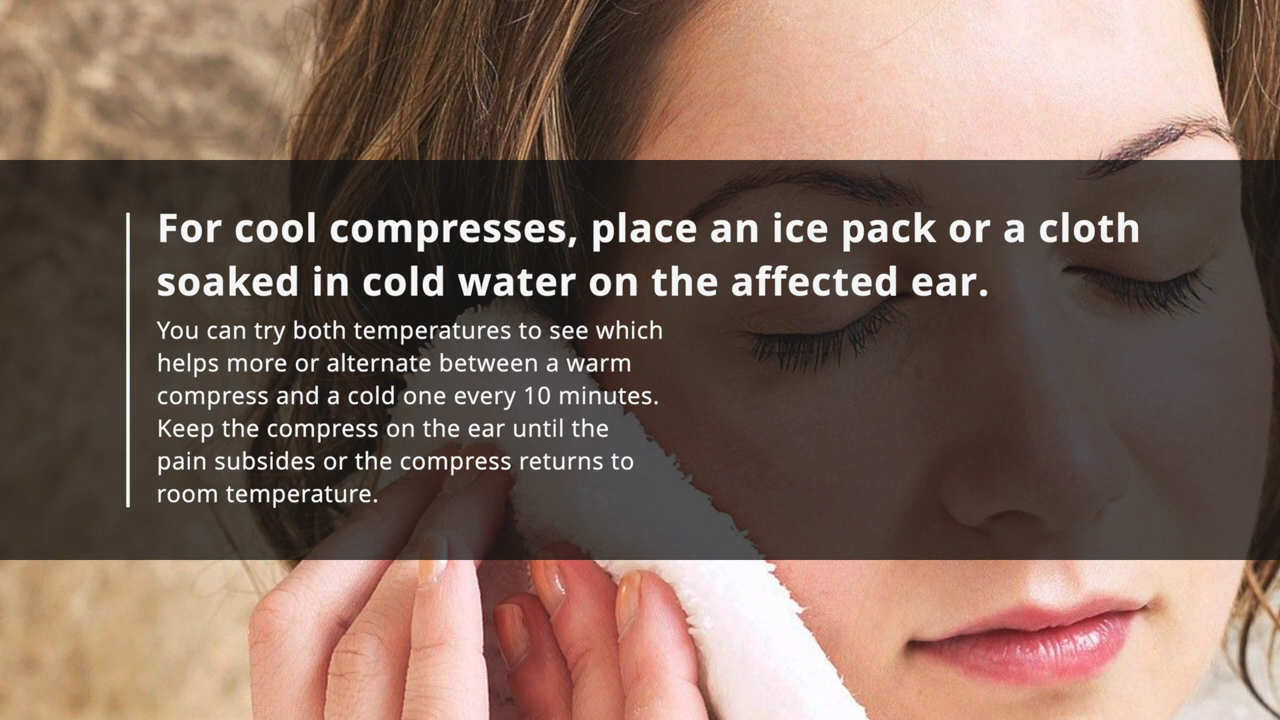 For cool compresses, place an ice pack or a cloth
soaked in cold water on the affected ear.
You can try both temperatures to see which
helps more or alternate between a warm
compress and a cold one every 10 minutes.
Keep the compress on the ear until the
pain subsides or the compress returns to
room temperature.